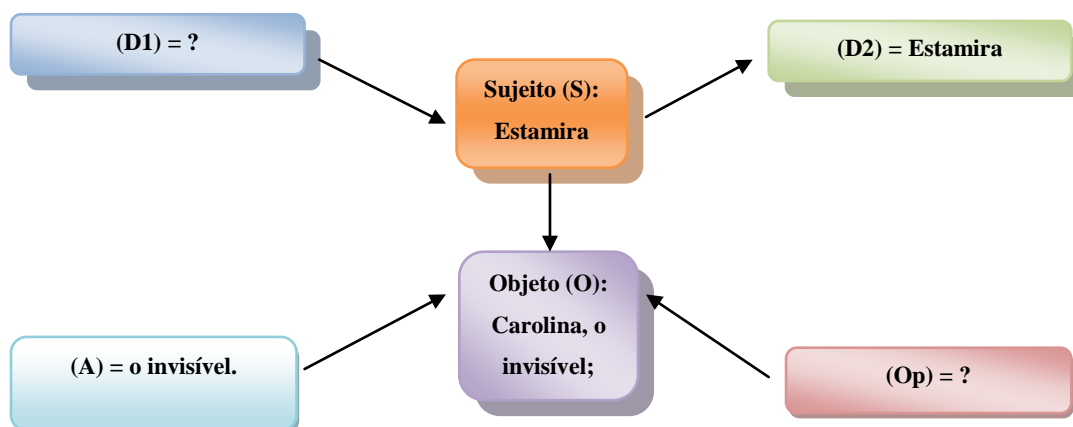 (D1) = ?
(D2) = Estamira
Sujeito (S):
Estamira
Objeto (O):
Carolina, o
invisível;
(A) = o invisível.
(Op) = ?